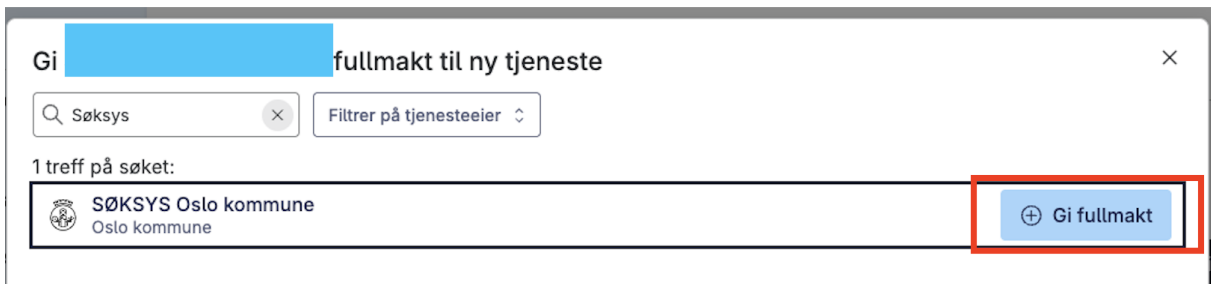 Gi fullmakt til ny tjeneste
Søksys Filtrer på tjenesteeier
1 treff på søket:
SØKSYS Oslo kommune
Oslo kommune
Gi fullmakt